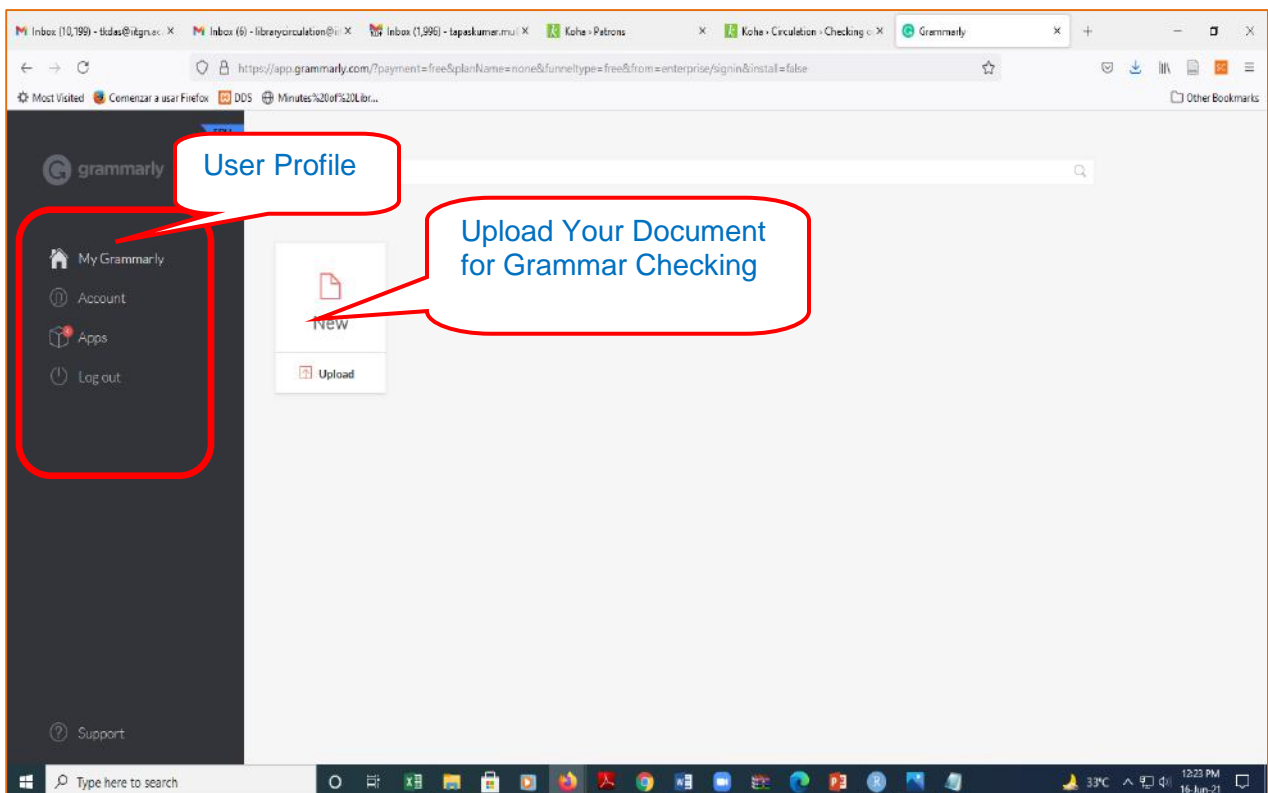 Inbox (10,199) - tkdas@iitgn.ac.
Inbox (6) - librarycirculation@ii
Inbox (1,996) - tapaskumar.mul
Koha › Patrons
Koha › Circulation › Checking o
Grammarly
https://app.grammarly.com/?payment=free&planName=none&funneltype=free&from=enterprise/signin&install=false
Most Visited
Comenzar a usar Firefox
DDS
Minutes%20of%20Libr...
Other Bookmarks
grammarly
User Profile
Upload Your Document
for Grammar Checking
My Grammarly
Account
Apps
Log out
New
Upload
Support
Type here to search
33°C
12:23 PM
16-Jun-21